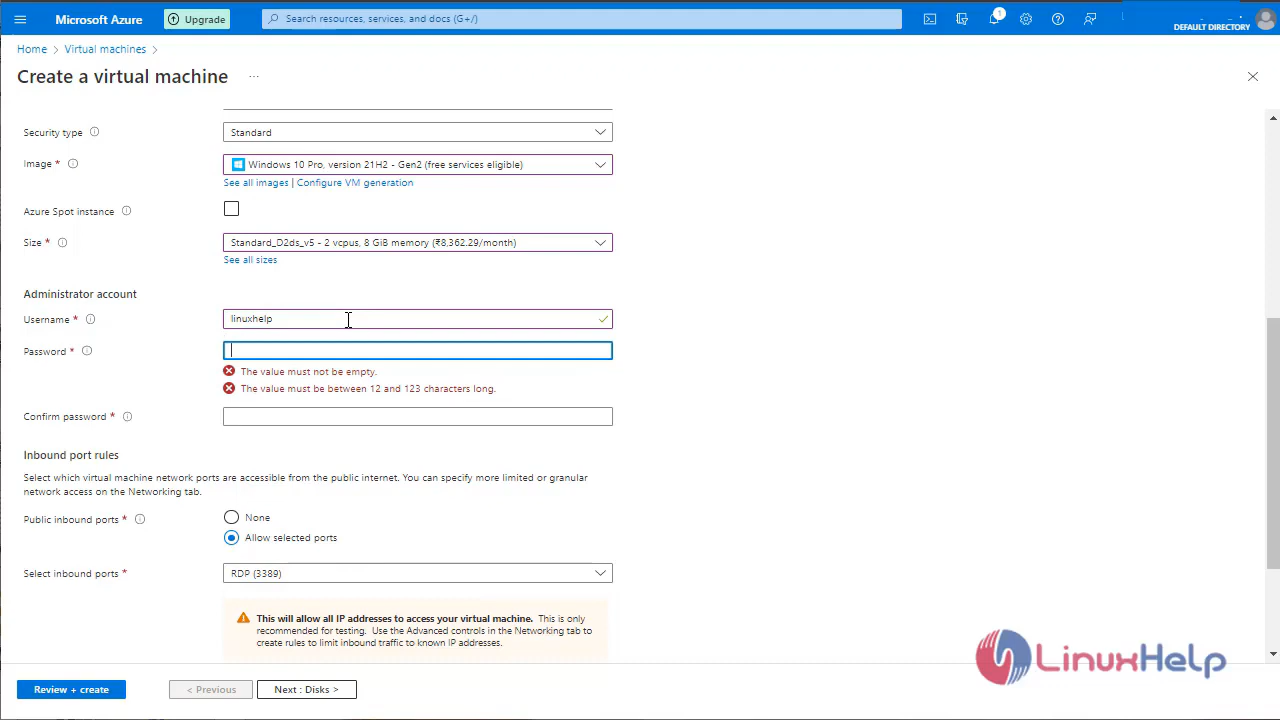 Microsoft Azure
Upgrade
Search resources, services, and docs (G+/)
1
DEFAULT DIRECTORY
Home > Virtual machines >
Create a virtual machine ...
Security type
Standard
Image *
Windows 10 Pro, version 21H2 - Gen2 (free services eligible)
See all images | Configure VM generation
Azure Spot instance
Size *
Standard_D2ds_v5 - 2 vcpus, 8 GiB memory (₹8,362.29/month)
See all sizes
Administrator account
Username *
linuxhelp
Password *
The value must not be empty.
The value must be between 12 and 123 characters long.
Confirm password *
Inbound port rules
Select which virtual machine network ports are accessible from the public internet. You can specify more limited or granular
network access on the Networking tab.
Public inbound ports *
None
Allow selected ports
Select inbound ports *
RDP (3389)
This will allow all IP addresses to access your virtual machine. This is only
recommended for testing. Use the Advanced controls in the Networking tab to
create rules to limit inbound traffic to known IP addresses.
LinuxHelp
Review + create
< Previous
Next : Disks >